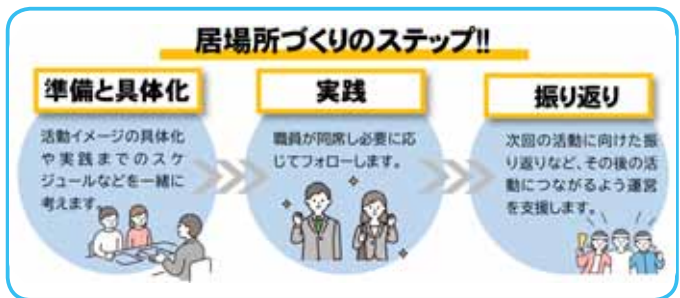 居場所づくりのステップ!!
準備と具体化
活動イメージの具体化
や実践までのスケ
ジュールなどを一緒に
考えます。
実践
職員が同席し必要に応
じてフォローします。
振り返り
次回の活動に向けた振
り返りなど、その後の活
動につながるよう運営
を支援します。